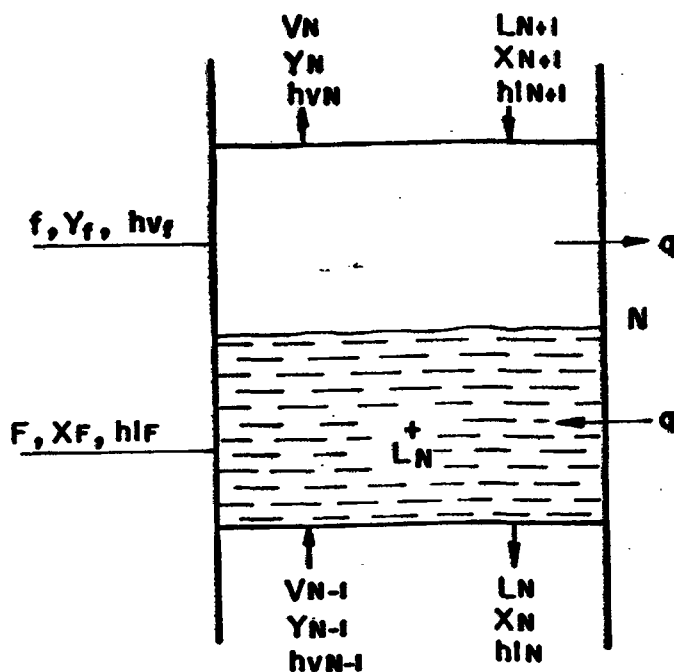 VN
YN
hvN
LN+1
XN+1
hlN+1
f, Yf, hvf
q
N
F, XF, hlF
q
+
LN
VN-1
YN-1
hvN-1
LN
XN
hlN